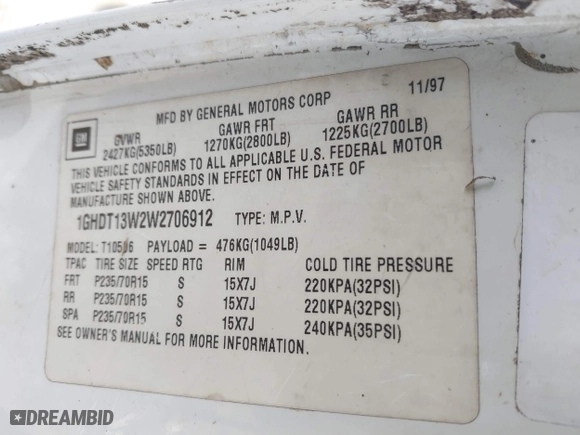 MFD BY GENERAL MOTORS CORP 11/97
GM
GVWR GAWR FRT GAWR RR
2427KG(5350LB) 1270KG(2800LB) 1225KG(2700LB)
THIS VEHICLE CONFORMS TO ALL APPLICABLE U.S. FEDERAL MOTOR
VEHICLE SAFETY STANDARDS IN EFFECT ON THE DATE OF
MANUFACTURE SHOWN ABOVE.
1GHDT13W2W2706912 TYPE: M.P.V.
MODEL: T10506 PAYLOAD = 476KG(1049LB)
TPAC TIRE SIZE SPEED RTG RIM COLD TIRE PRESSURE
FRT P235/70R15 S 15X7J 220KPA(32PSI)
RR P235/70R15 S 15X7J 220KPA(32PSI)
SPA P235/70R15 S 15X7J 240KPA(35PSI)
SEE OWNER'S MANUAL FOR MORE INFORMATION.
DREAMBID